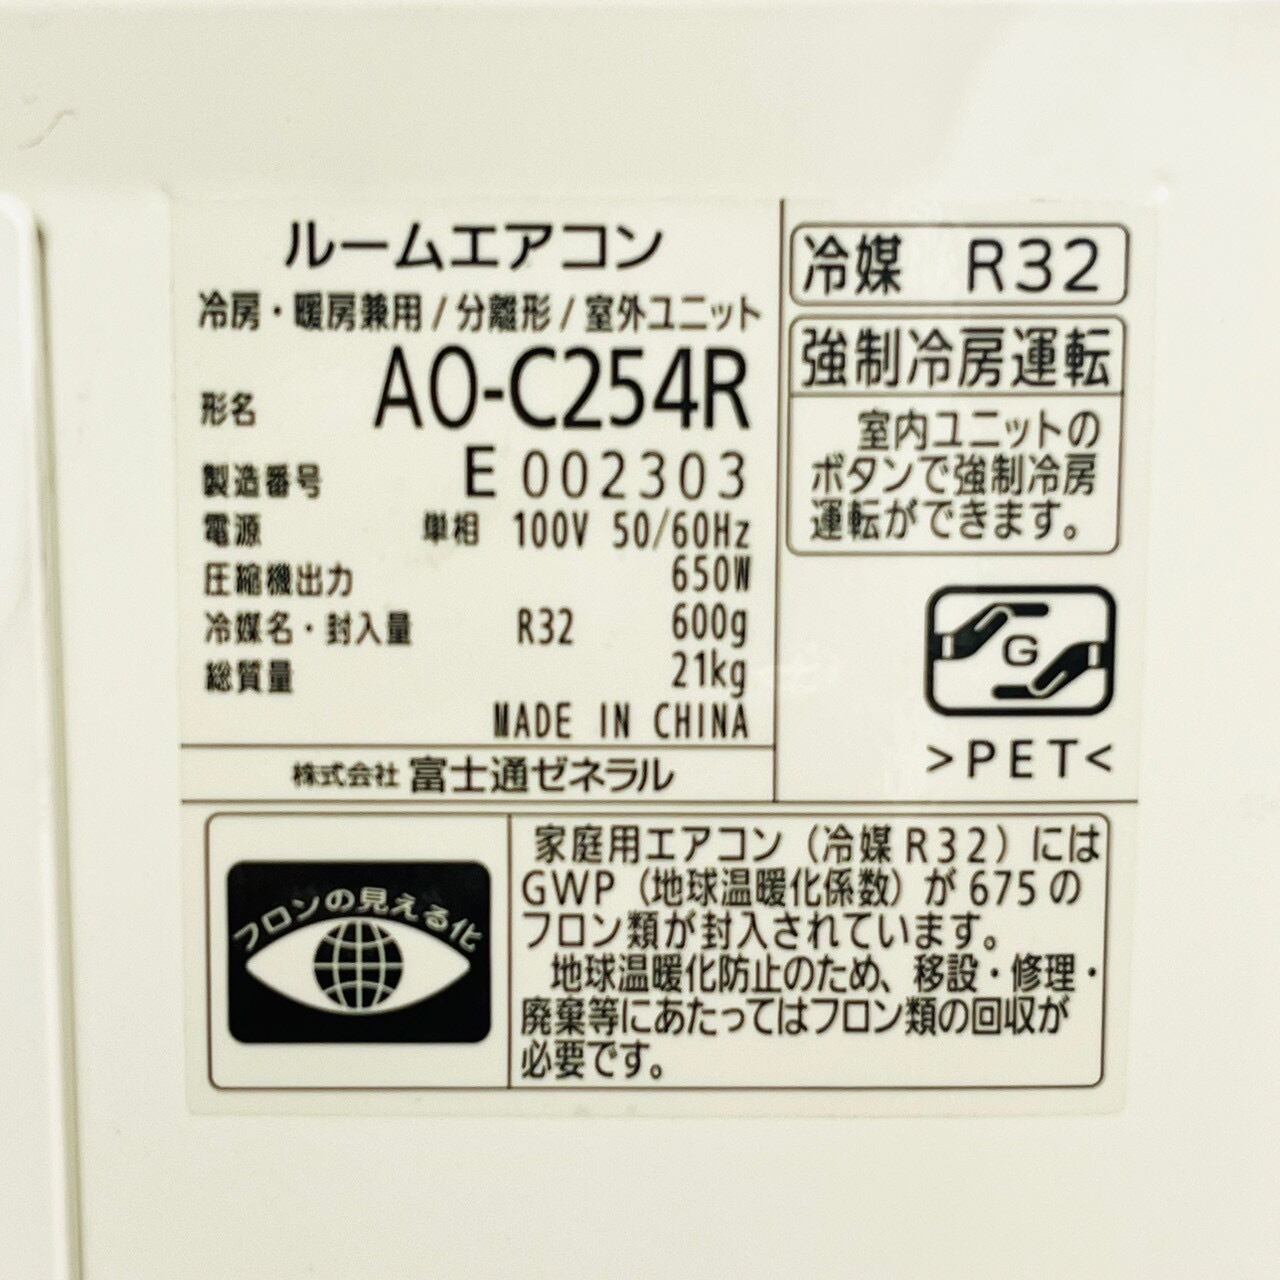 ルームエアコン
冷房・暖房兼用/分離形/室外ユニット
形名 AO-C254R
製造番号 E 002303
電源 単相 100V 50/60Hz
圧縮機出力 650W
冷媒名・封入量 R32 600g
総質量 21kg
MADE IN CHINA
株式会社 富士通ゼネラル
冷媒 R32
強制冷房運転
室内ユニットの
ボタンで強制冷房
運転ができます。
G
>PET<
フロンの見える化
家庭用エアコン(冷媒R32)には
GWP(地球温暖化係数)が675の
フロン類が封入されています。
地球温暖化防止のため、移設・修理・
廃棄等にあたってはフロン類の回収が
必要です。